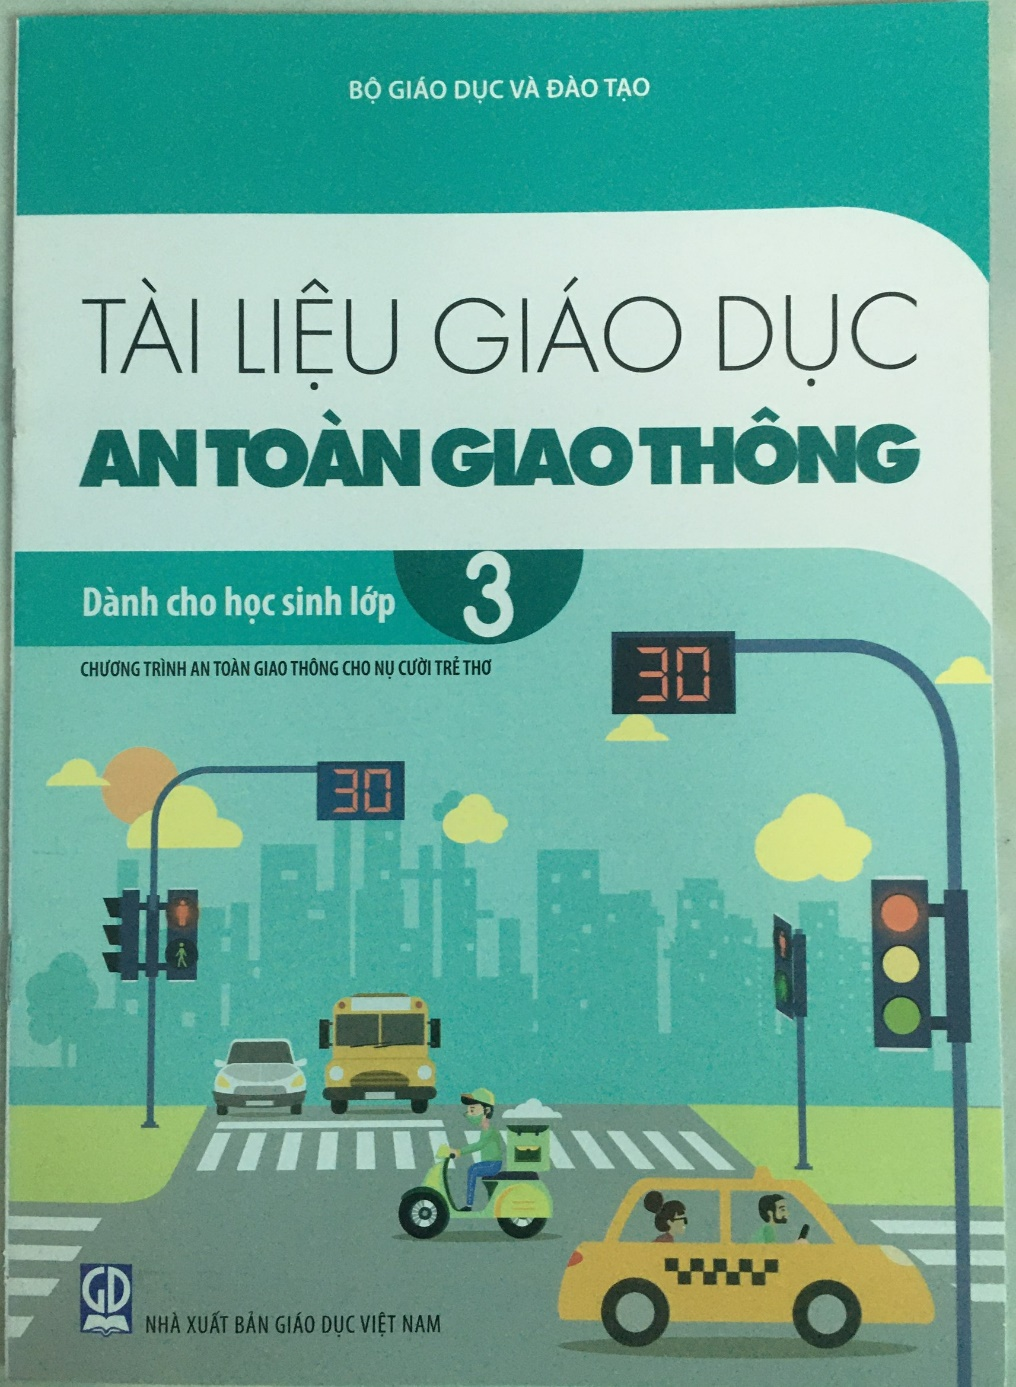 BỘ GIÁO DỤC VÀ ĐÀO TẠO
TÀI LIỆU GIÁO DỤC
AN TOÀN GIAO THÔNG
Dành cho học sinh lớp 3
CHƯƠNG TRÌNH AN TOÀN GIAO THÔNG CHO NỤ CƯỜI TRẺ THƠ
30
30
GD
NHÀ XUẤT BẢN GIÁO DỤC VIỆT NAM